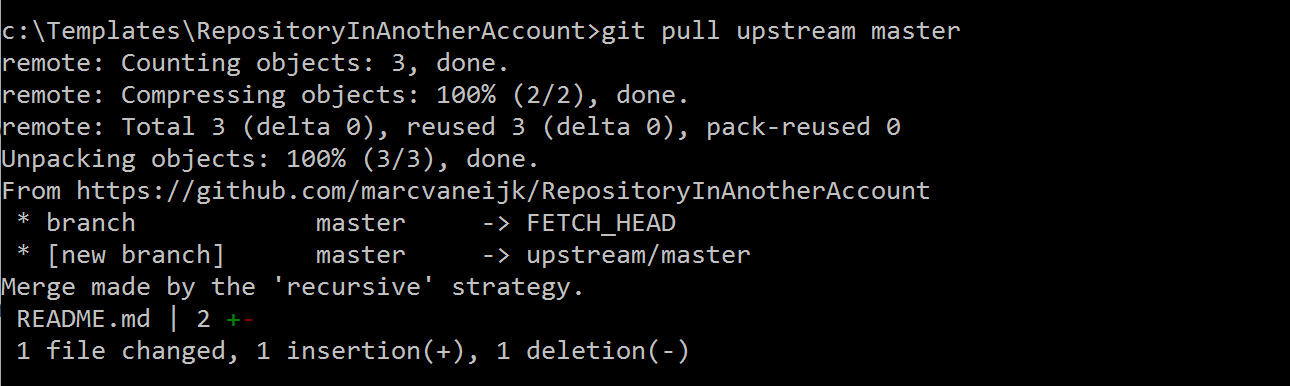 c:\Templates\RepositoryInAnotherAccount>git pull upstream master
remote: Counting objects: 3, done.
remote: Compressing objects: 100% (2/2), done.
remote: Total 3 (delta 0), reused 3 (delta 0), pack-reused 0
Unpacking objects: 100% (3/3), done.
From https://github.com/marcvaneijk/RepositoryInAnotherAccount
 * branch            master     -> FETCH_HEAD
 * [new branch]      master     -> upstream/master
Merge made by the 'recursive' strategy.
 README.md | 2 +-
 1 file changed, 1 insertion(+), 1 deletion(-)